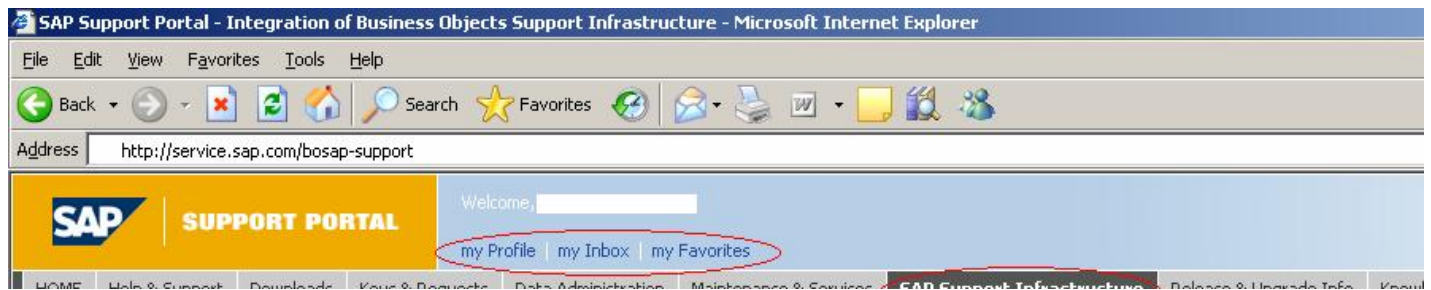 SAP Support Portal - Integration of Business Objects Support Infrastructure - Microsoft Internet Explorer
File Edit View Favorites Tools Help
Back Search Favorites W
Address http://service.sap.com/bosap-support
SAP SUPPORT PORTAL Welcome,
my Profile | my Inbox | my Favorites
HOME Help & Support Downloads Keys & Requests Data Administration Maintenance & Services SAP Support Infrastructure Release & Upgrade Info